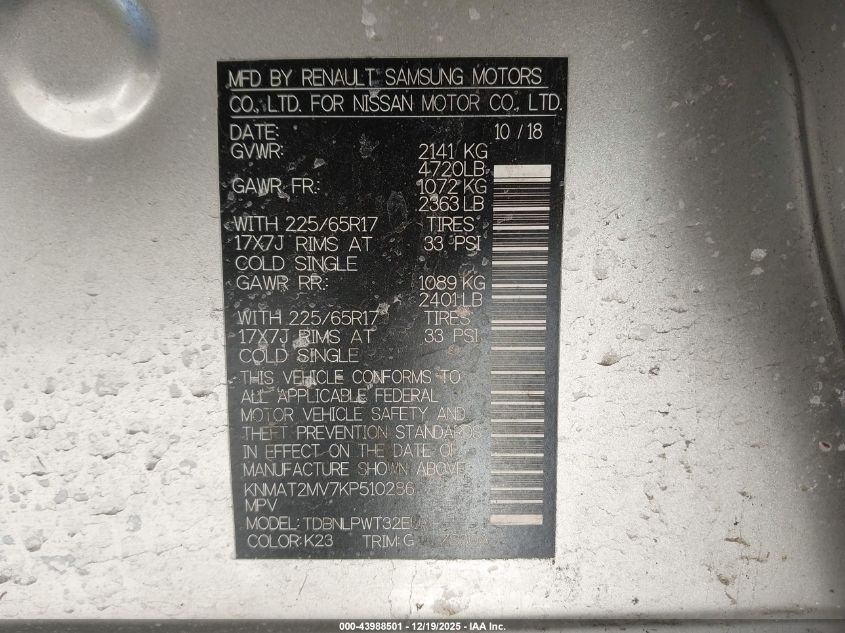 MFD BY RENAULT SAMSUNG MOTORS
CO., LTD. FOR NISSAN MOTOR CO., LTD.
DATE: 10 / 18
GVWR: 2141 KG
4720LB
GAWR FR.: 1072 KG
2363 LB
WITH 225/65R17 TIRES
17X7J RIMS AT 33 PSI
COLD SINGLE
GAWR RR.: 1089 KG
2401 LB
WITH 225/65R17 TIRES
17X7J RIMS AT 33 PSI
COLD SINGLE
THIS VEHICLE CONFORMS TO
ALL APPLICABLE FEDERAL
MOTOR VEHICLE SAFETY AND
THEFT PREVENTION STANDARDS
IN EFFECT ON THE DATE OF
MANUFACTURE SHOWN ABOVE
KNMAT2MV7KP510286
MPV
MODEL:
COLOR:K23 TRIM:G
000-43988501 - 12/19/2025 - IAA Inc.